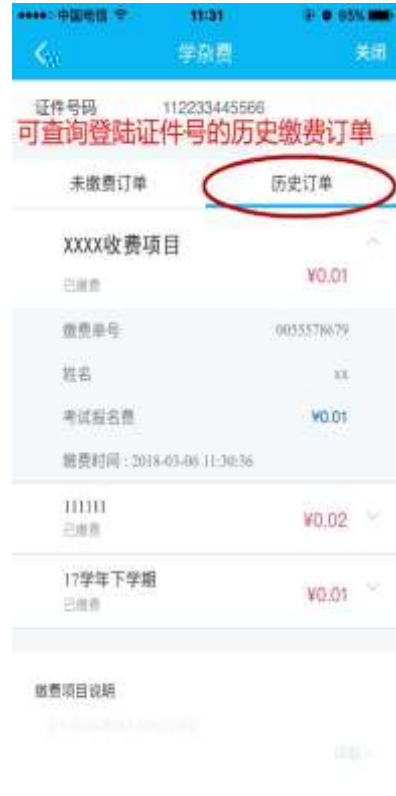 中国电信 11:31 85%
学杂费 关闭
证件号码 112233445566
可查询登陆证件号的历史缴费订单
未缴费订单 历史订单
XXXX收费项目
已缴费 ¥0.01
缴费单号 0055578679
姓名 xx
考试报名费 ¥0.01
缴费时间：2018-03-06 11:30:36
111111
已缴费 ¥0.02
17学年下学期
已缴费 ¥0.01
缴费项目说明